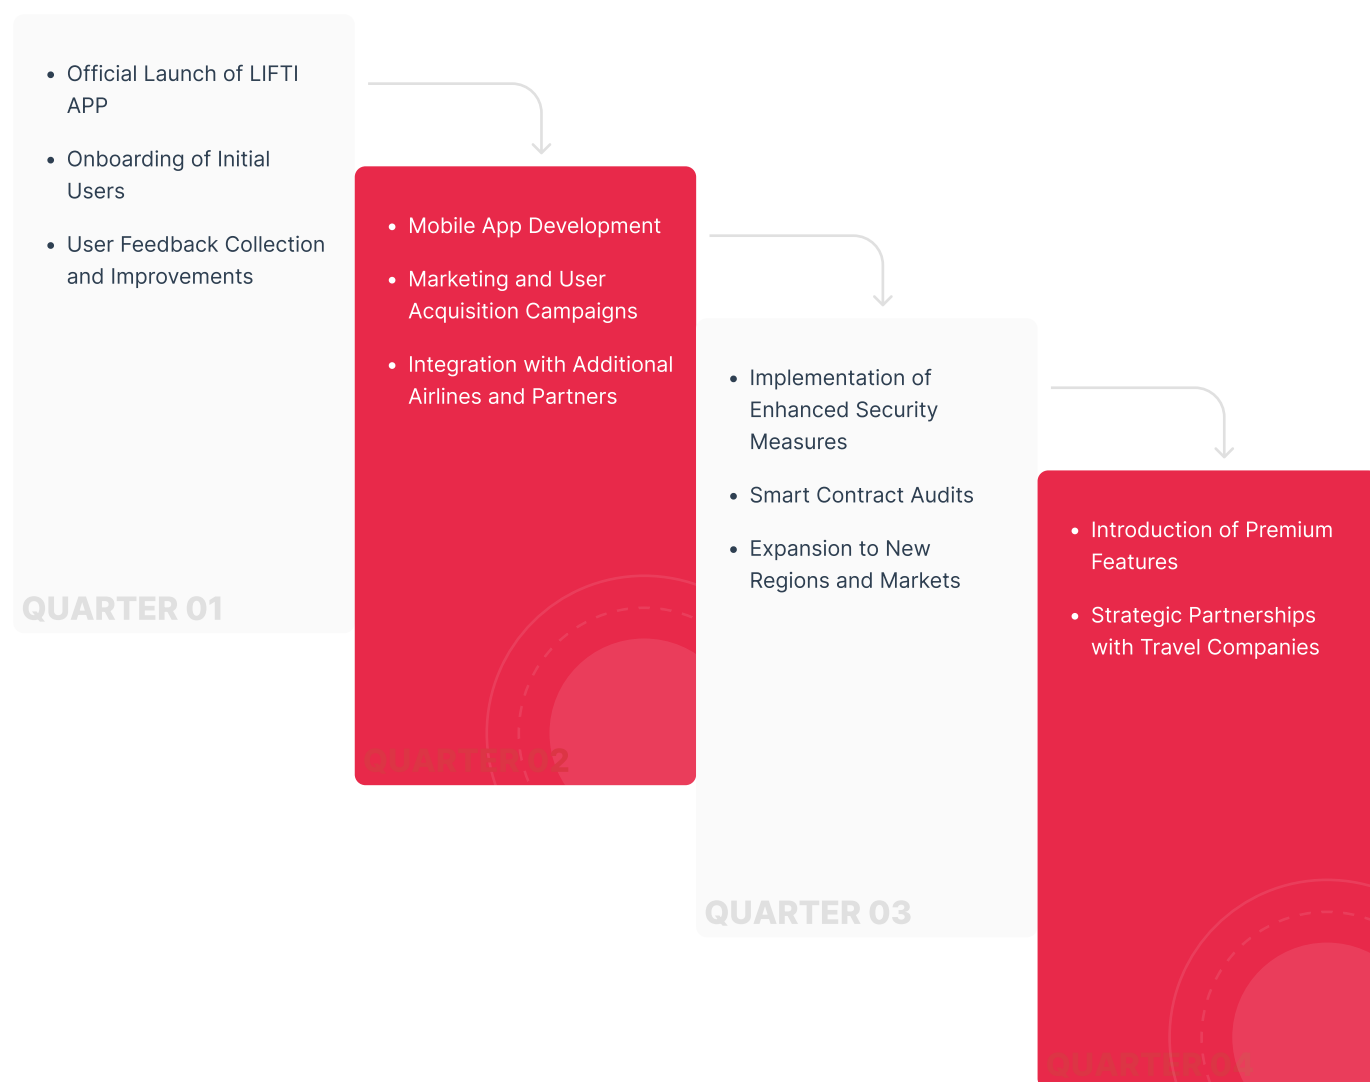 • Official Launch of LIFTI
APP
• Onboarding of Initial
Users
• User Feedback Collection
and Improvements
QUARTER 01
• Mobile App Development
• Marketing and User
Acquisition Campaigns
• Integration with Additional
Airlines and Partners
QUARTER 02
• Implementation of
Enhanced Security
Measures
• Smart Contract Audits
• Expansion to New
Regions and Markets
QUARTER 03
• Introduction of Premium
Features
• Strategic Partnerships
with Travel Companies
QUARTER 04